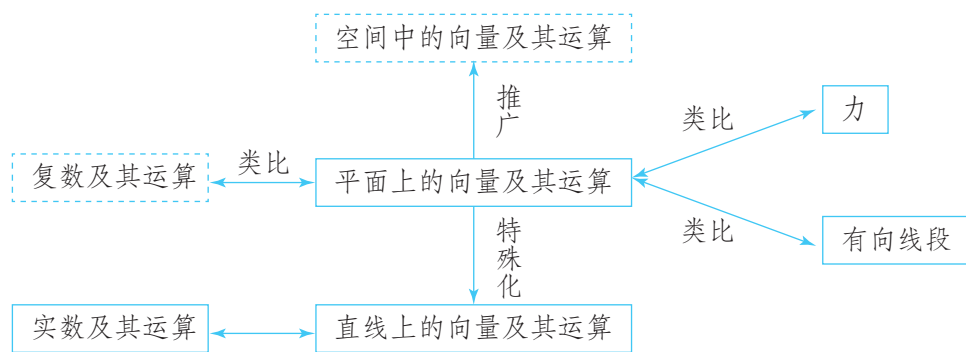 空间中的向量及其运算
推广
类比
力
复数及其运算
类比
平面上的向量及其运算
类比
有向线段
特殊化
实数及其运算
直线上的向量及其运算